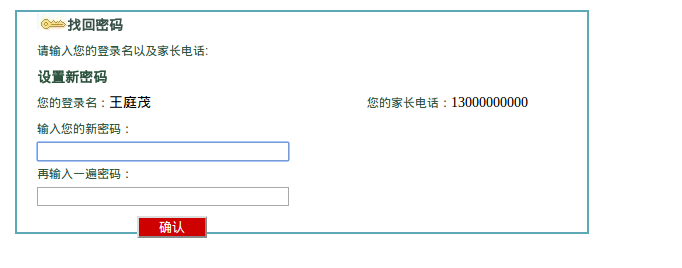 找回密码
请输入您的登录名以及家长电话:
设置新密码
您的登录名：王庭茂 您的家长电话：13000000000
输入您的新密码：
再输入一遍密码：
确认